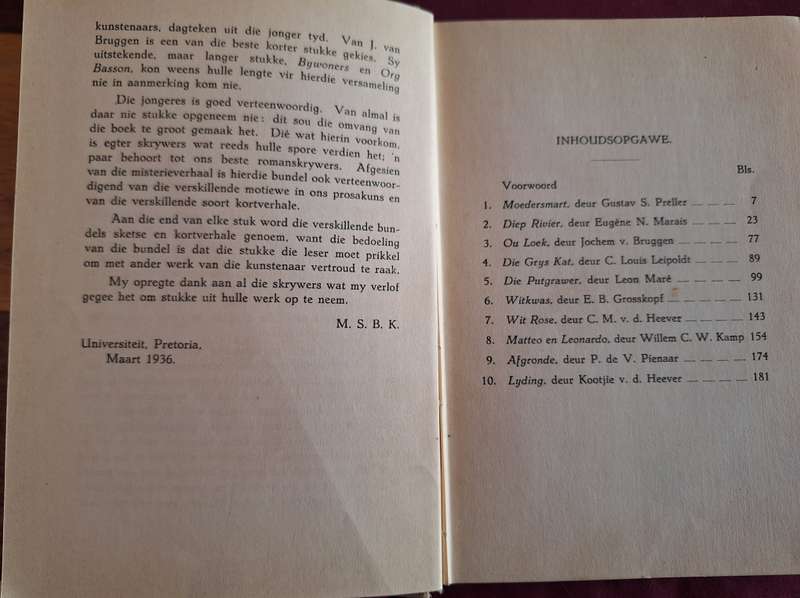 kunstenaars, dagteken uit die jonger tyd. Van J. van
Bruggen is een van die beste korter stukke gekies. Sy
uitstekende, maar langer stukke, Bywoners en Org
Basson, kon weens hulle lengte vir hierdie versameling
nie in aanmerking kom nie.
Die jongeres is goed verteenwoordig. Van almal is
daar nie stukke opgeneem nie: dit sou die omvang van
die boek te groot gemaak het. Dié wat hierin voorkom,
is egter skrywers wat reeds hulle spore verdien het; 'n
paar behoort tot ons beste romanskrywers. Afgesien
van die misterieverhaal is hierdie bundel ook verteenwoor-
digend van die verskillende motiewe in ons prosakuns en
van die verskillende soort kortverhale.
Aan die end van elke stuk word die verskillende bun-
dels sketse en kortverhale genoem, want die bedoeling
van die bundel is dat die stukke die leser moet prikkel
om met ander werk van die kunstenaar vertroud te raak.
My opregte dank aan al die skrywers wat my verlof
gegee het om stukke uit hulle werk op te neem.
M. S. B. K.
Universiteit, Pretoria,
Maart 1936.
INHOUDSOPGAWE.
Bls.
Voorwoord
1. Moedersmart, deur Gustav S. Preller — — — 7
2. Diep Rivier, deur Eugène N. Marais — — — 23
3. Ou Loek, deur Jochem v. Bruggen — — — — 77
4. Die Grys Kat, deur C. Louis Leipoldt — — — 89
5. Die Putgrawer, deur Leon Maré — — — — 99
6. Witkwas, deur E. B. Grosskopf — — — — 131
7. Wit Rose, deur C. M. v. d. Heever — — — — 143
8. Matteo en Leonardo, deur Willem C. W. Kamp 154
9. Afgronde, deur P. de V. Pienaar — — — — 174
10. Lyding, deur Kootjie v. d. Heever — — — — 181